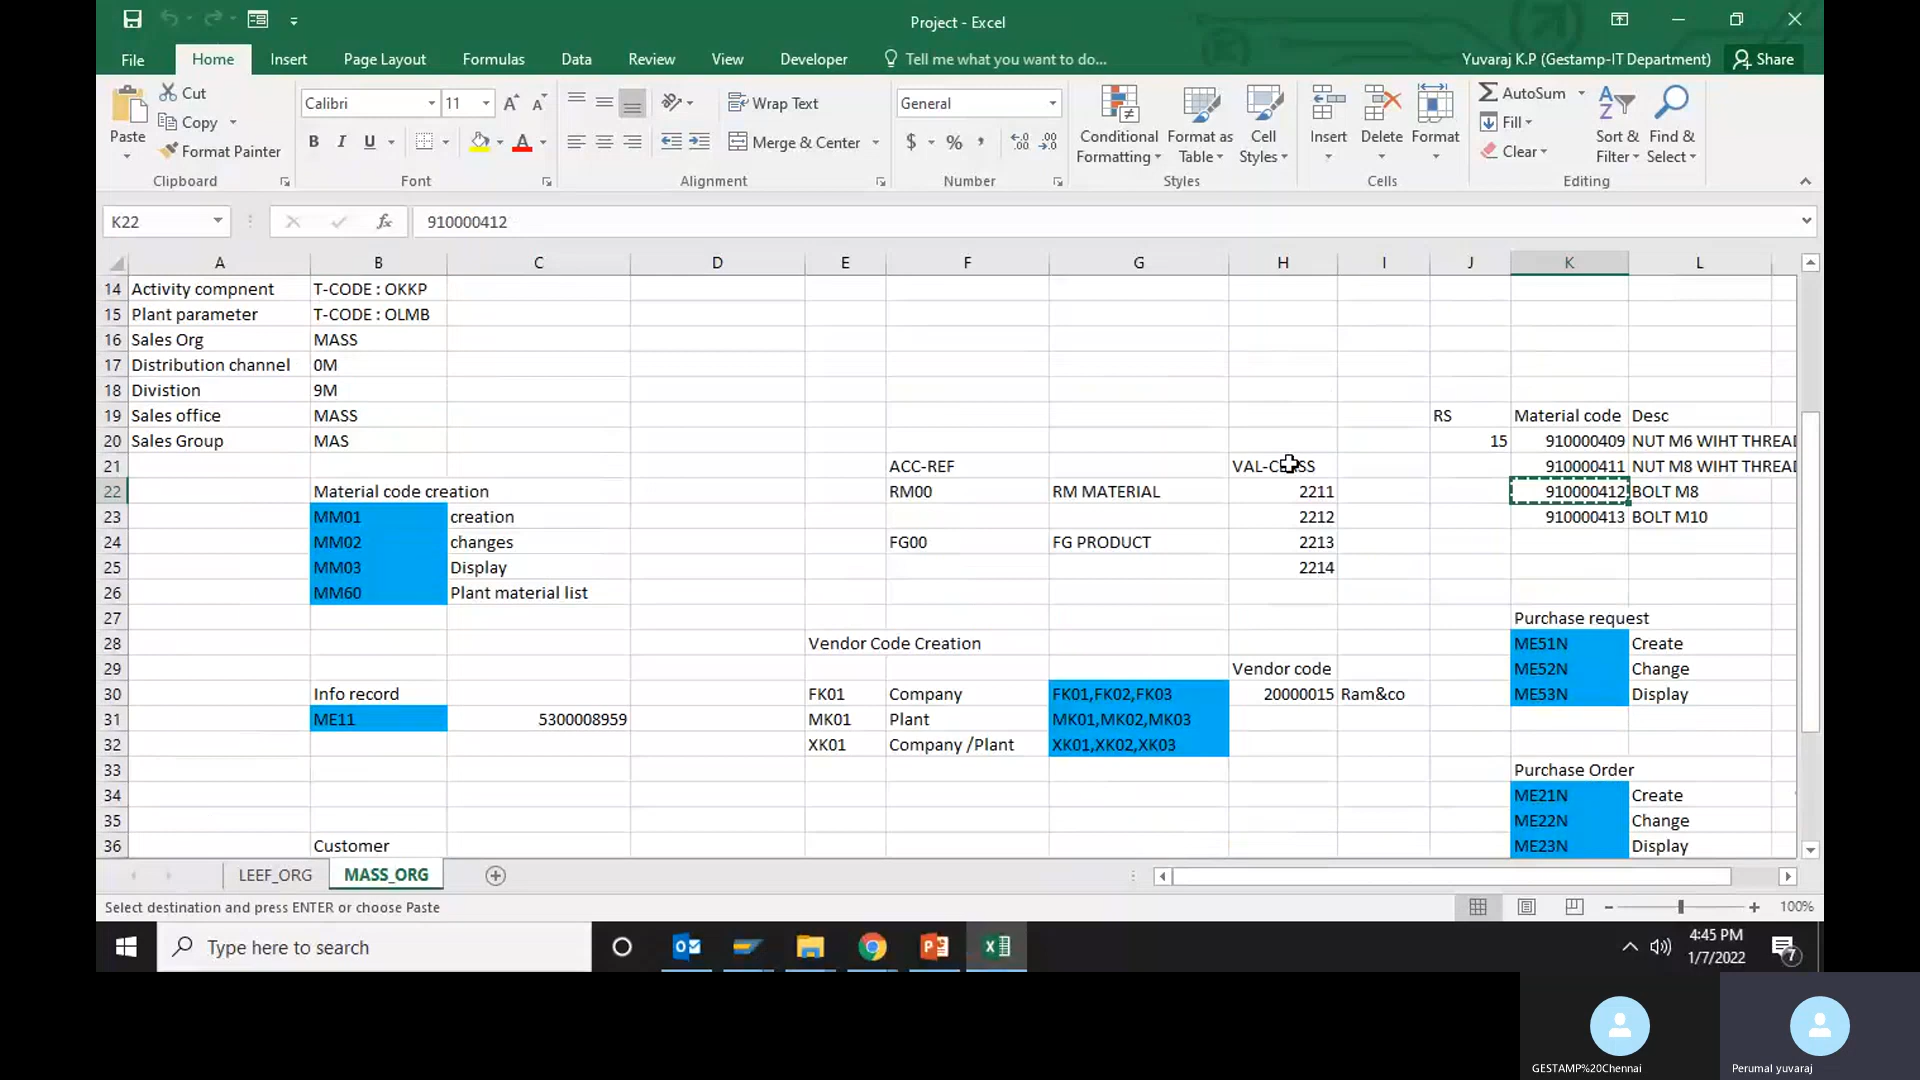 Project - Excel
File Home Insert Page Layout Formulas Data Review View Developer Tell me what you want to do... Yuvaraj K.P (Gestamp-IT Department) Share
Paste
Cut
Copy
Format Painter
Clipboard
Calibri 11
B I U A
Font
Wrap Text
Merge & Center
Alignment
General
$ % ,
Number
Conditional Formatting
Format as Table
Cell Styles
Styles
Insert Delete Format
Cells
AutoSum
Fill
Clear
Sort & Filter
Find & Select
Editing
K22 fx 910000412
A B C D E F G H I J K L
14 Activity compnent T-CODE : OKKP
15 Plant parameter T-CODE : OLMB
16 Sales Org MASS
17 Distribution channel 0M
18 Divistion 9M
19 Sales office MASS RS Material code Desc
20 Sales Group MAS 15 910000409 NUT M6 WIHT THREAD
21 ACC-REF VAL-CLASS 910000411 NUT M8 WIHT THREAD
22 Material code creation RM00 RM MATERIAL 2211 910000412 BOLT M8
23 MM01 creation 2212 910000413 BOLT M10
24 MM02 changes FG00 FG PRODUCT 2213
25 MM03 Display 2214
26 MM60 Plant material list
27 Purchase request
28 Vendor Code Creation ME51N Create
29 Vendor code ME52N Change
30 Info record FK01 Company FK01,FK02,FK03 20000015 Ram&co ME53N Display
31 ME11 5300008959 MK01 Plant MK01,MK02,MK03
32 XK01 Company /Plant XK01,XK02,XK03
33 Purchase Order
34 ME21N Create
35 ME22N Change
36 Customer ME23N Display
LEEF_ORG MASS_ORG
Select destination and press ENTER or choose Paste 100%
Type here to search
4:45 PM
1/7/2022
7
GESTAMP%20Chennai Perumal yuvaraj